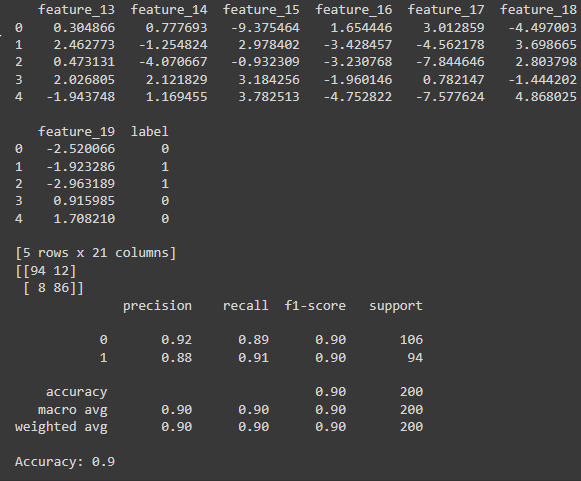 feature_13  feature_14  feature_15  feature_16  feature_17  feature_18
0    0.304866    0.777693   -9.375464    1.654446    3.012859   -4.497003
1    2.462773   -1.254824    2.978402   -3.428457   -4.562178    3.698665
2    0.473131   -4.070667   -0.932309   -3.230768   -7.844646    2.803798
3    2.026805    2.121829    3.184256   -1.960146    0.782147   -1.444202
4   -1.943748    1.169455    3.782513   -4.752822   -7.577624    4.868025

   feature_19  label
0   -2.520066      0
1   -1.923286      1
2   -2.963189      1
3    0.915985      0
4    1.708210      0

[5 rows x 21 columns]
[[94 12]
 [ 8 86]]
              precision    recall  f1-score   support

           0       0.92      0.89      0.90       106
           1       0.88      0.91      0.90        94

    accuracy                           0.90       200
   macro avg       0.90      0.90      0.90       200
weighted avg       0.90      0.90      0.90       200

Accuracy: 0.9